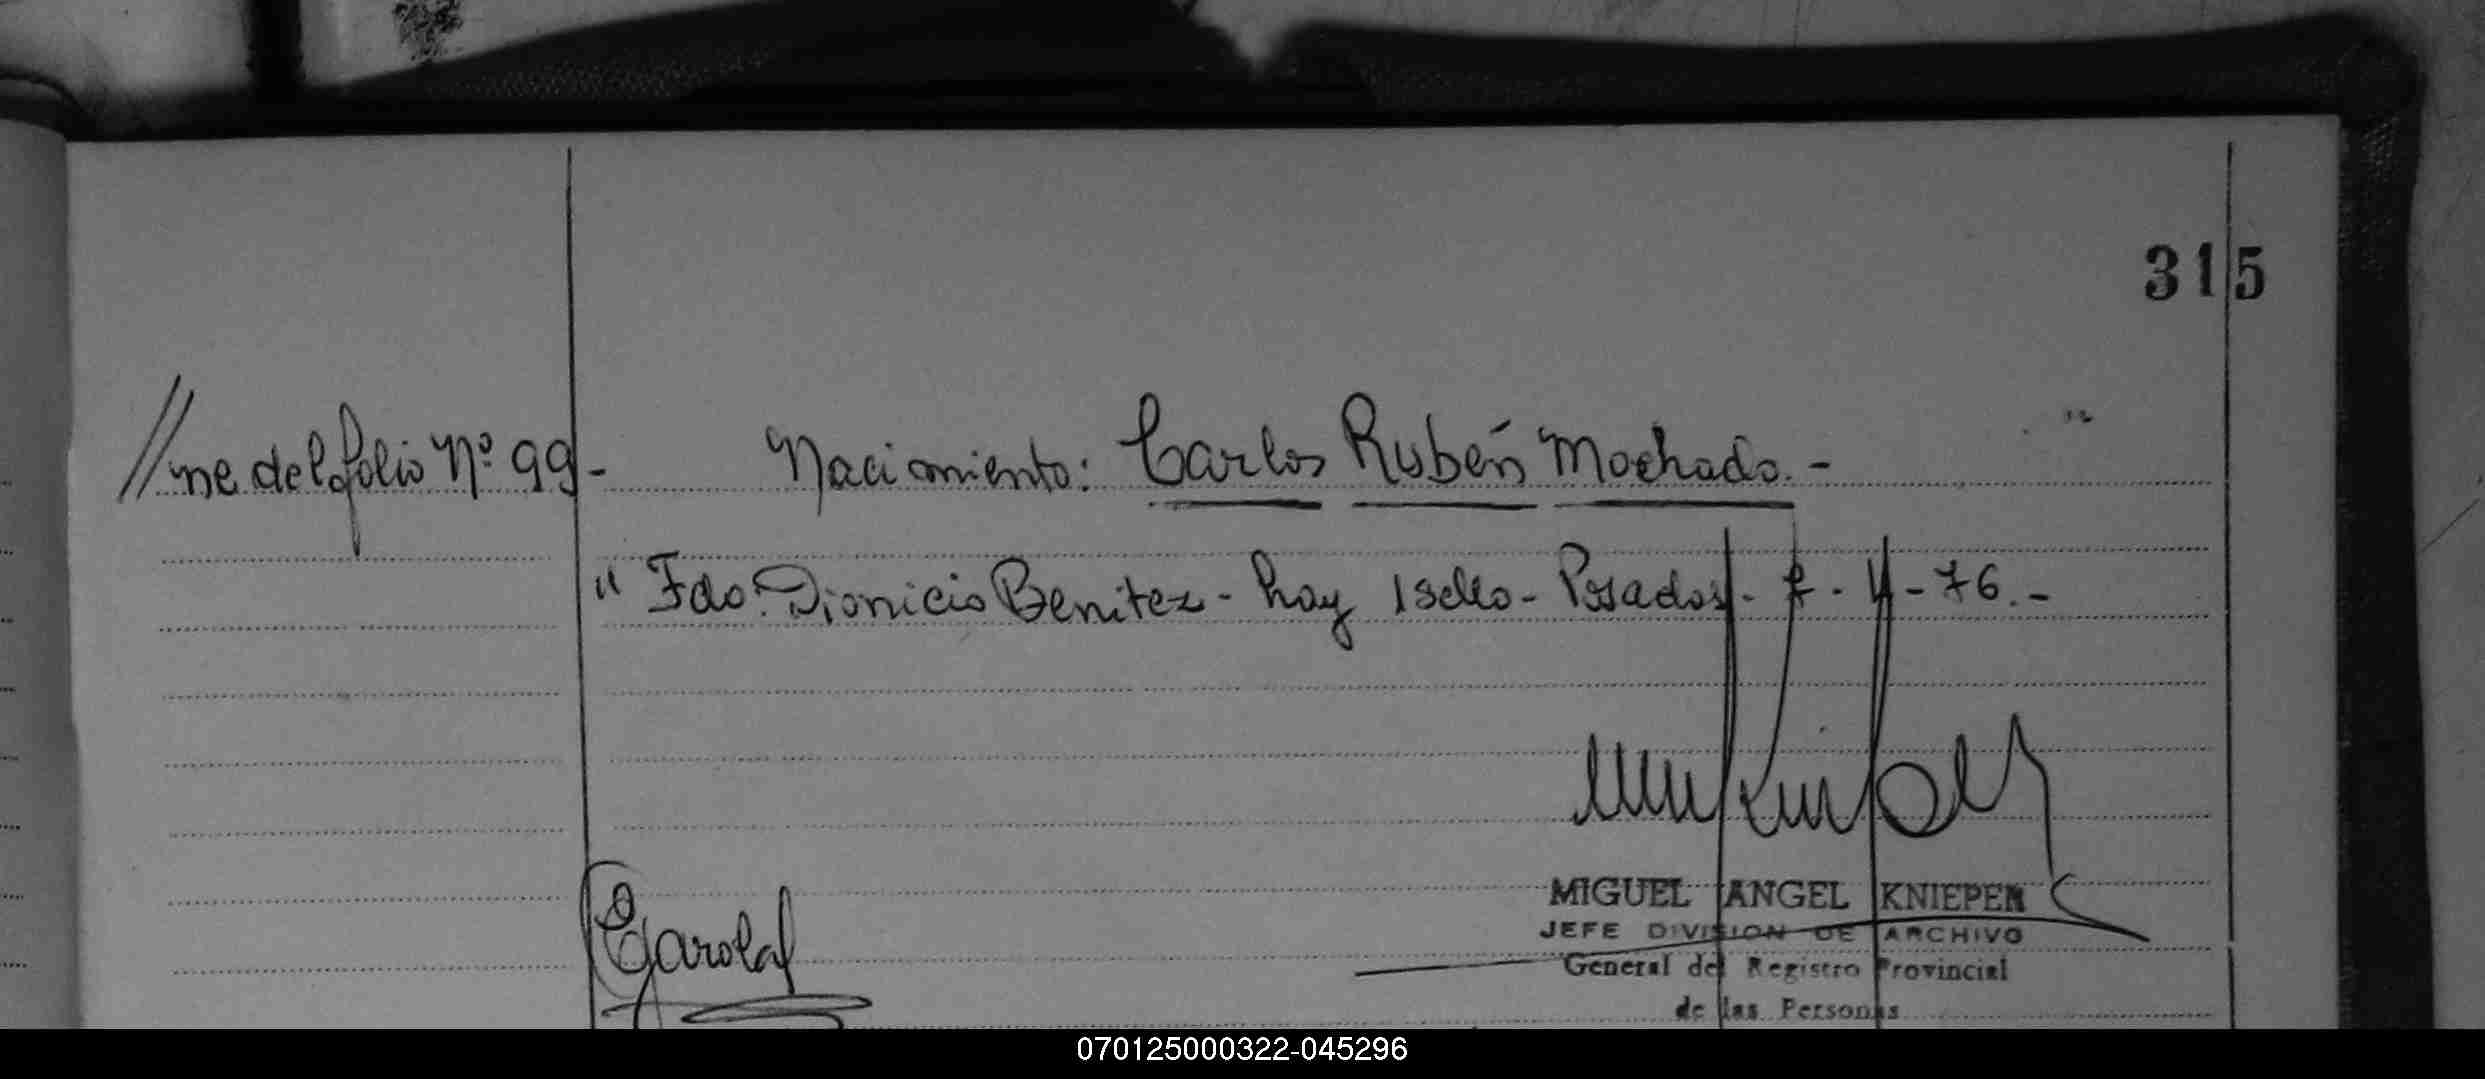 315
//ne del folio Nº 99 - Nacimiento: Carlos Rubén Machado. -
" Fdo: Dionicio Benitez - hay 1 sello - Posadas - 7 - 4 - 76. -
MIGUEL ANGEL KNIEPER
JEFE DIVISION DE ARCHIVO
General del Registro Provincial
de las Personas
070125000322-045296